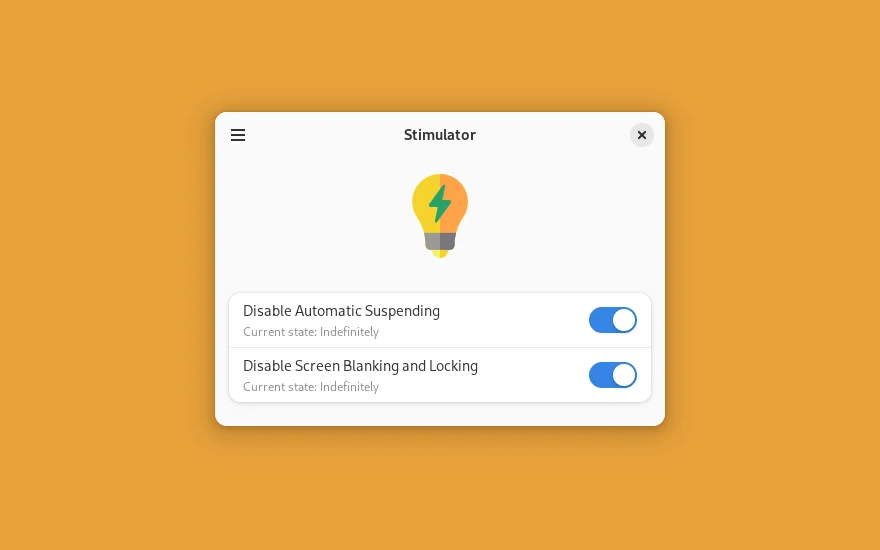 Stimulator
Disable Automatic Suspending
Current state: Indefinitely
Disable Screen Blanking and Locking
Current state: Indefinitely